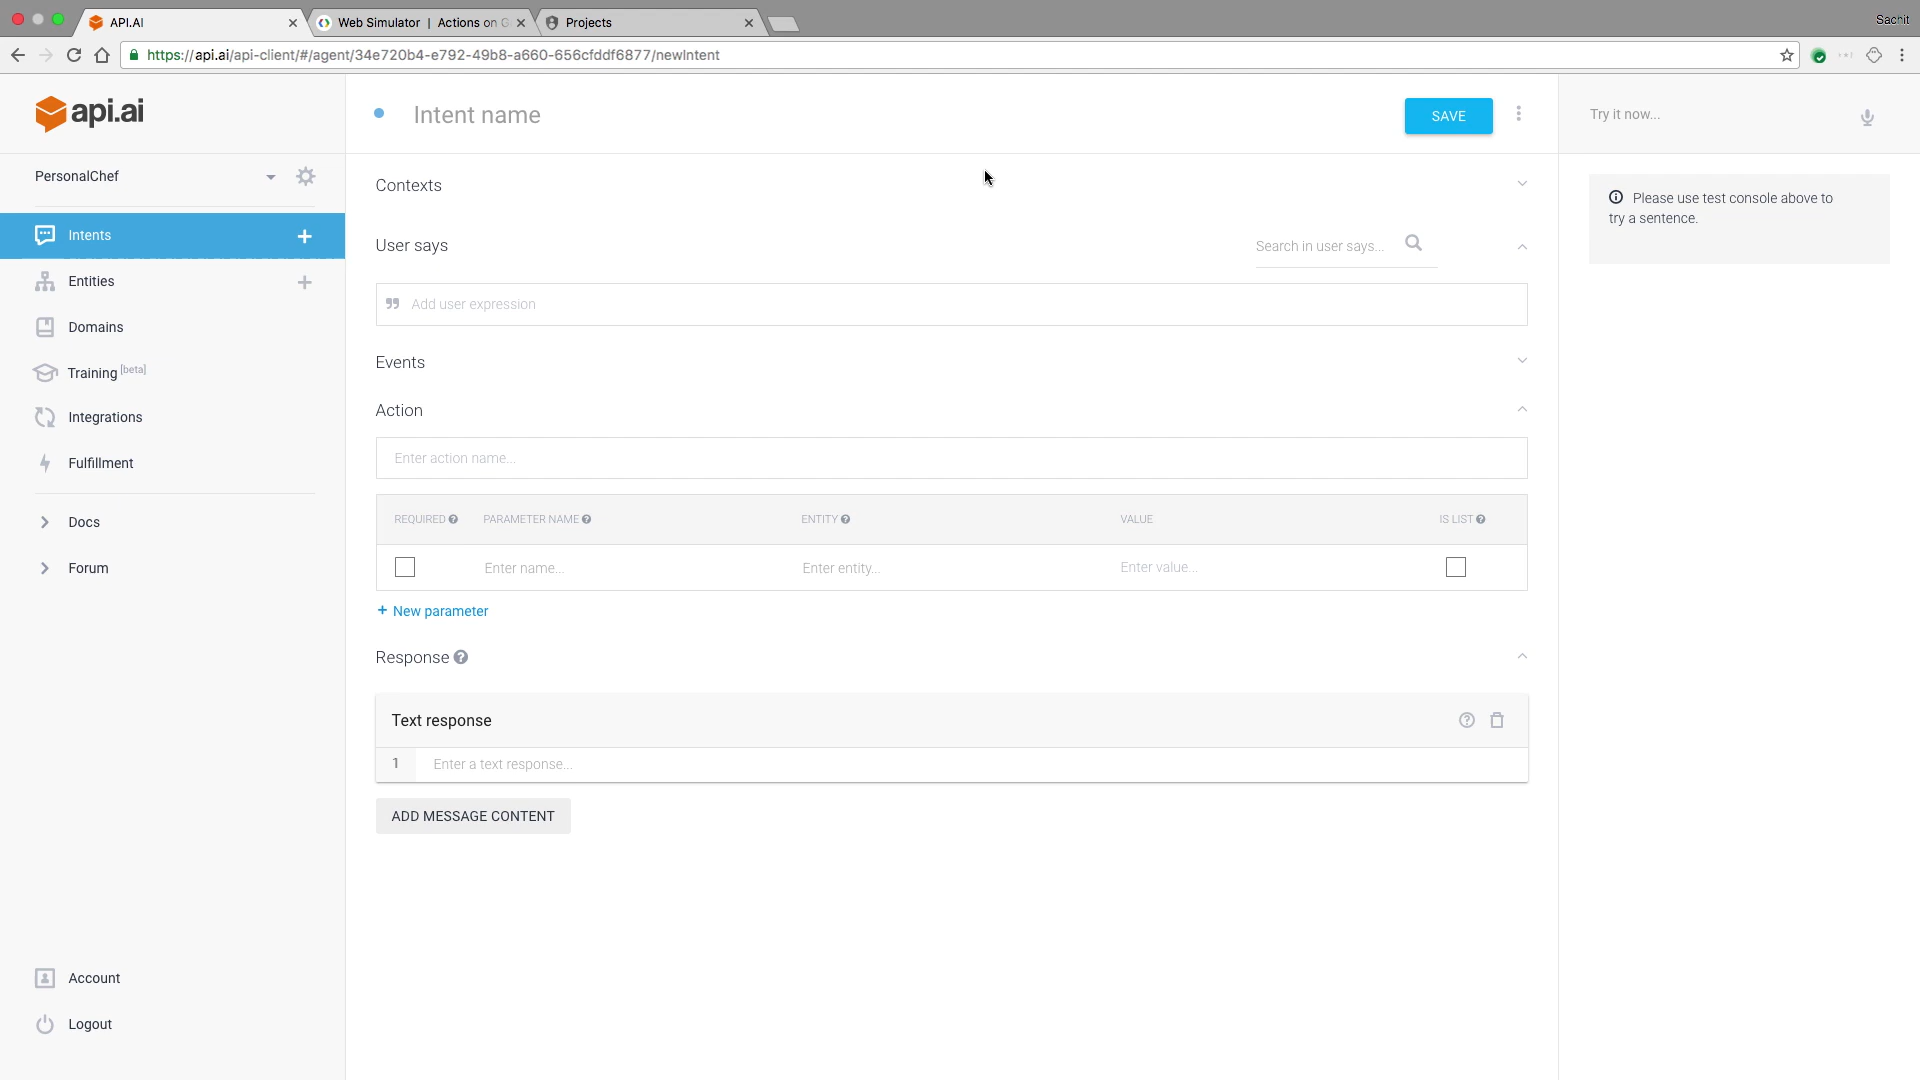 API.AI
Web Simulator | Actions on G
Projects
Sachit
https://api.ai/api-client/#/agent/34e720b4-e792-49b8-a660-656cfddf6877/newIntent
api.ai
Intent name
SAVE
Try it now...
PersonalChef
Contexts
Please use test console above to
try a sentence.
Intents
User says
Search in user says...
Entities
Add user expression
Domains
Training [beta]
Events
Integrations
Action
Fulfillment
Enter action name...
Docs
REQUIRED
PARAMETER NAME
ENTITY
VALUE
IS LIST
Forum
Enter name...
Enter entity...
Enter value...
+ New parameter
Response
Text response
1
Enter a text response...
ADD MESSAGE CONTENT
Account
Logout